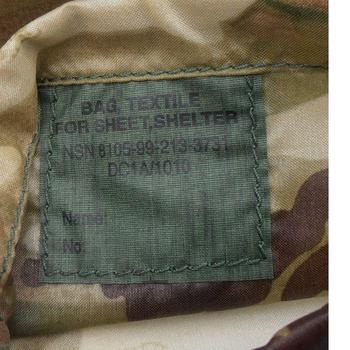 BAG, TEXTILE
FOR SHEET, SHELTER
NSN 8105-99-213-3731
DC1A/1010
Name:
No: